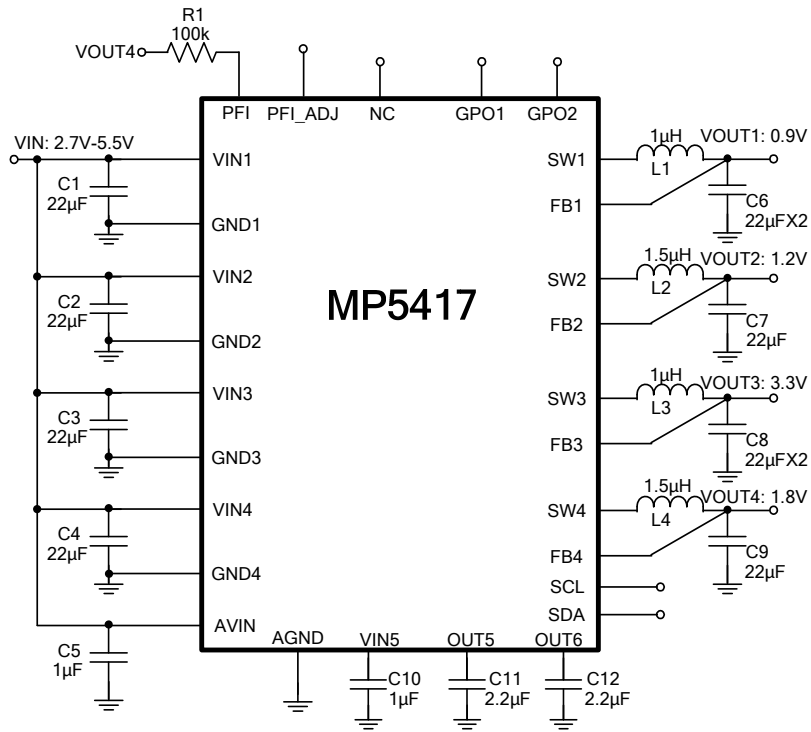 R1
100k
VOUT4
PFI
PFI_ADJ
NC
GPO1
GPO2
VIN: 2.7V-5.5V
VIN1
C1
22µF
GND1
VIN2
C2
22µF
GND2
VIN3
C3
22µF
GND3
VIN4
C4
22µF
GND4
AVIN
C5
1µF
MP5417
SW1
1µH
L1
VOUT1: 0.9V
FB1
C6
22µFX2
SW2
1.5µH
L2
VOUT2: 1.2V
FB2
C7
22µF
SW3
1µH
L3
VOUT3: 3.3V
FB3
C8
22µFX2
SW4
1.5µH
L4
VOUT4: 1.8V
FB4
C9
22µF
SCL
SDA
AGND
VIN5
OUT5
OUT6
C10
1µF
C11
2.2µF
C12
2.2µF